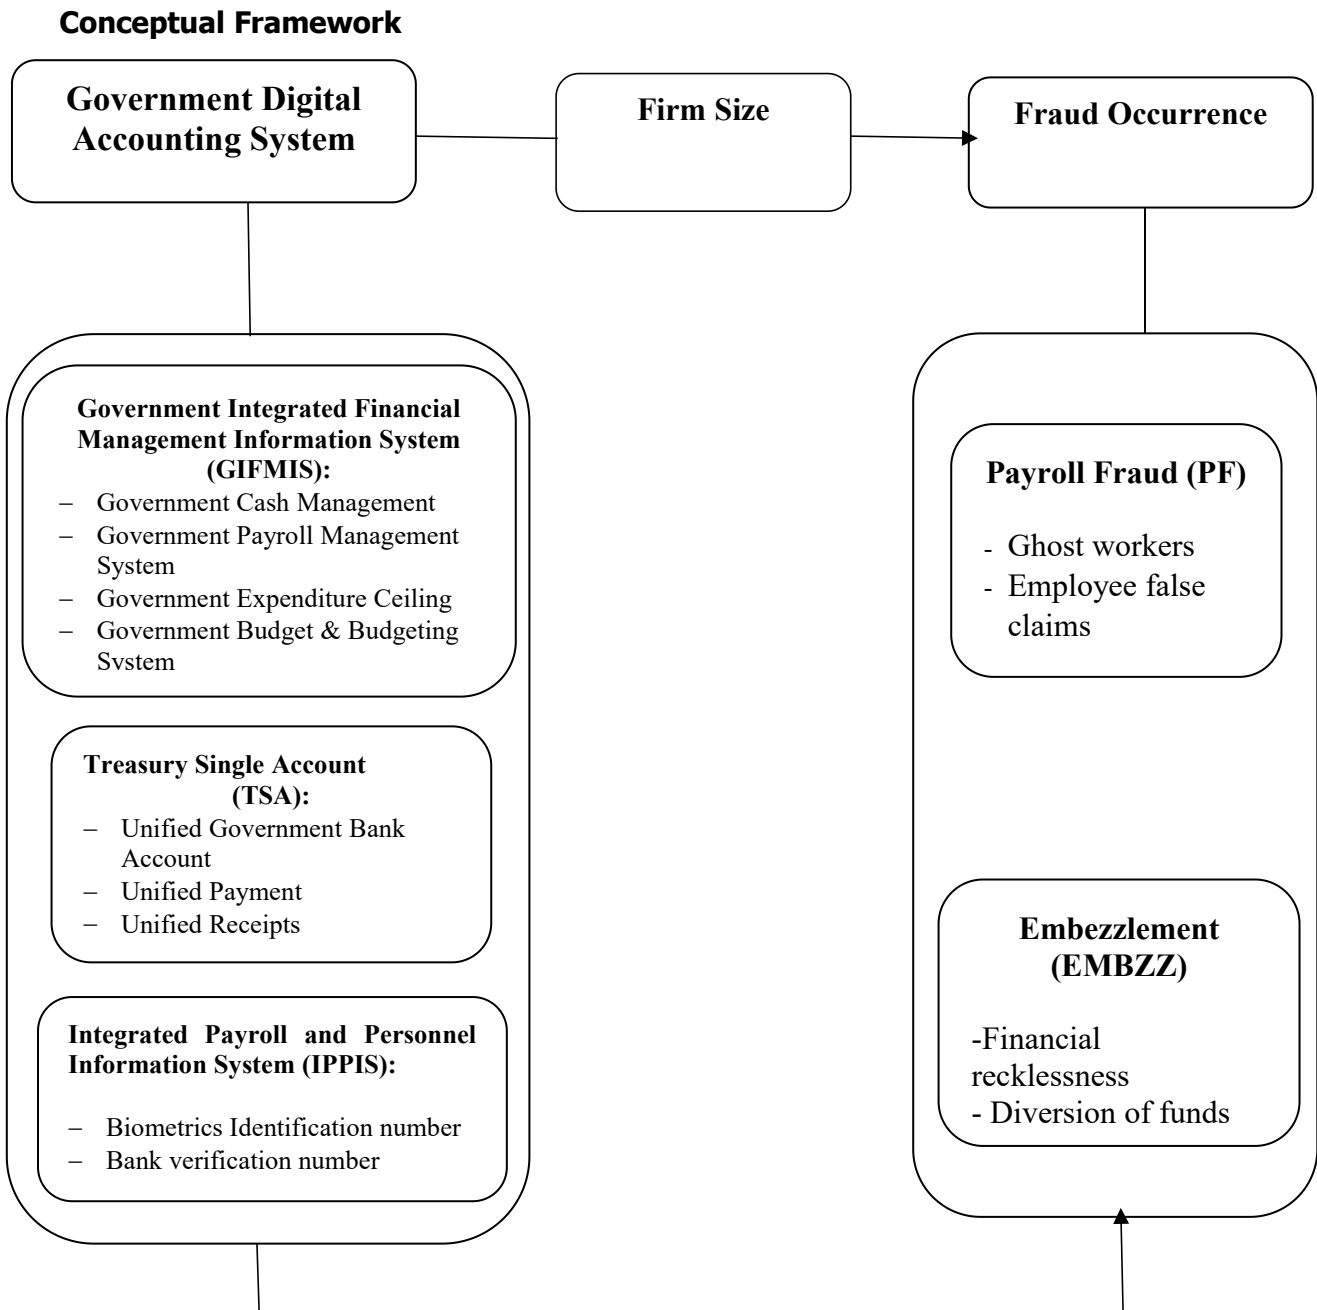 Conceptual Framework
Government Digital
Accounting System
Firm Size
Fraud Occurrence
Government Integrated Financial
Management Information System
(GIFMIS):
– Government Cash Management
– Government Payroll Management
System
– Government Expenditure Ceiling
– Government Budget & Budgeting
System
Treasury Single Account
(TSA):
– Unified Government Bank
Account
– Unified Payment
– Unified Receipts
Integrated Payroll and Personnel
Information System (IPPIS):
– Biometrics Identification number
– Bank verification number
Payroll Fraud (PF)
- Ghost workers
- Employee false
claims
Embezzlement
(EMBZZ)
-Financial
recklessness
- Diversion of funds